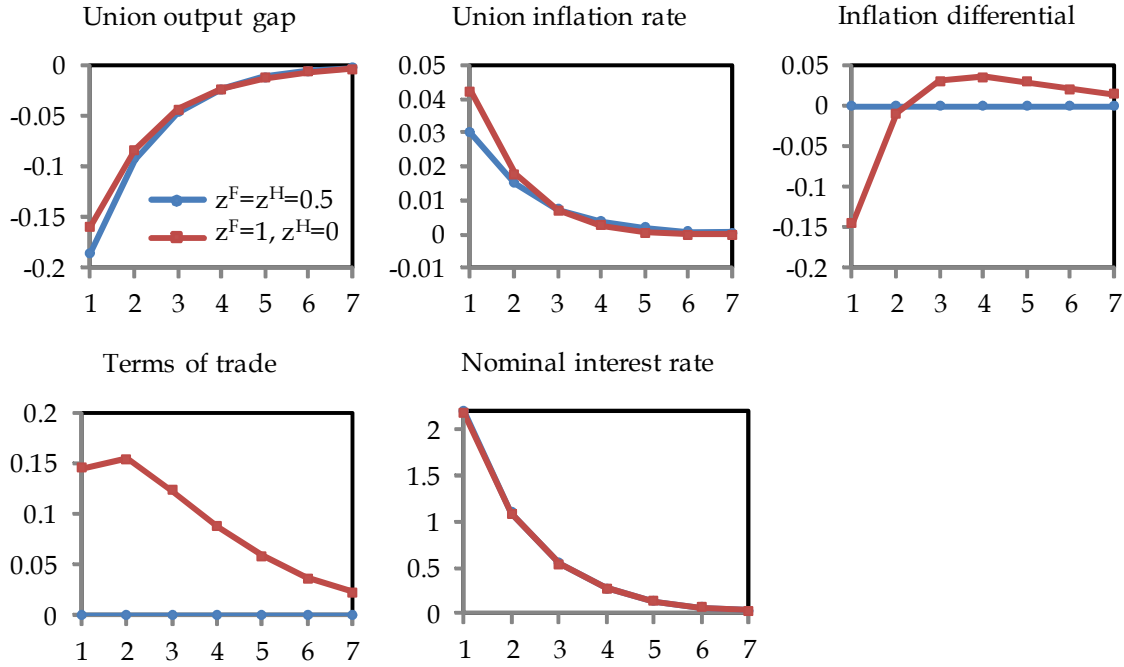 Union output gap
0
-0.05
-0.1
-0.15
-0.2
1 2 3 4 5 6 7
z^F=z^H=0.5
z^F=1, z^H=0
Union inflation rate
0.05
0.04
0.03
0.02
0.01
0
-0.01
1 2 3 4 5 6 7
Inflation differential
0.05
0
-0.05
-0.1
-0.15
-0.2
1 2 3 4 5 6 7
Terms of trade
0.2
0.15
0.1
0.05
0
1 2 3 4 5 6 7
Nominal interest rate
2
1.5
1
0.5
0
1 2 3 4 5 6 7